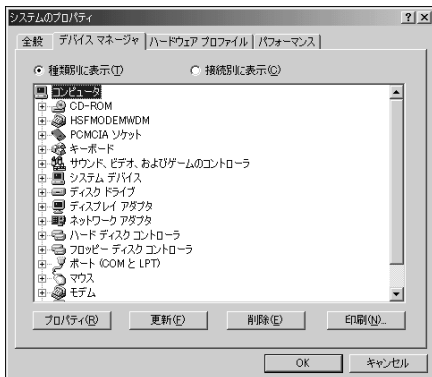 システムのプロパティ
全般 デバイス マネージャ ハードウェア プロファイル パフォーマンス
種類別に表示(T) 接続別に表示(C)
コンピュータ
CD-ROM
HSFMODEMWDM
PCMCIA ソケット
キーボード
サウンド、ビデオ、およびゲームのコントローラ
システム デバイス
ディスク ドライブ
ディスプレイ アダプタ
ネットワーク アダプタ
ハード ディスク コントローラ
フロッピー ディスク コントローラ
ポート (COM と LPT)
マウス
モデム
プロパティ(R) 更新(F) 削除(E) 印刷(N)...
OK キャンセル